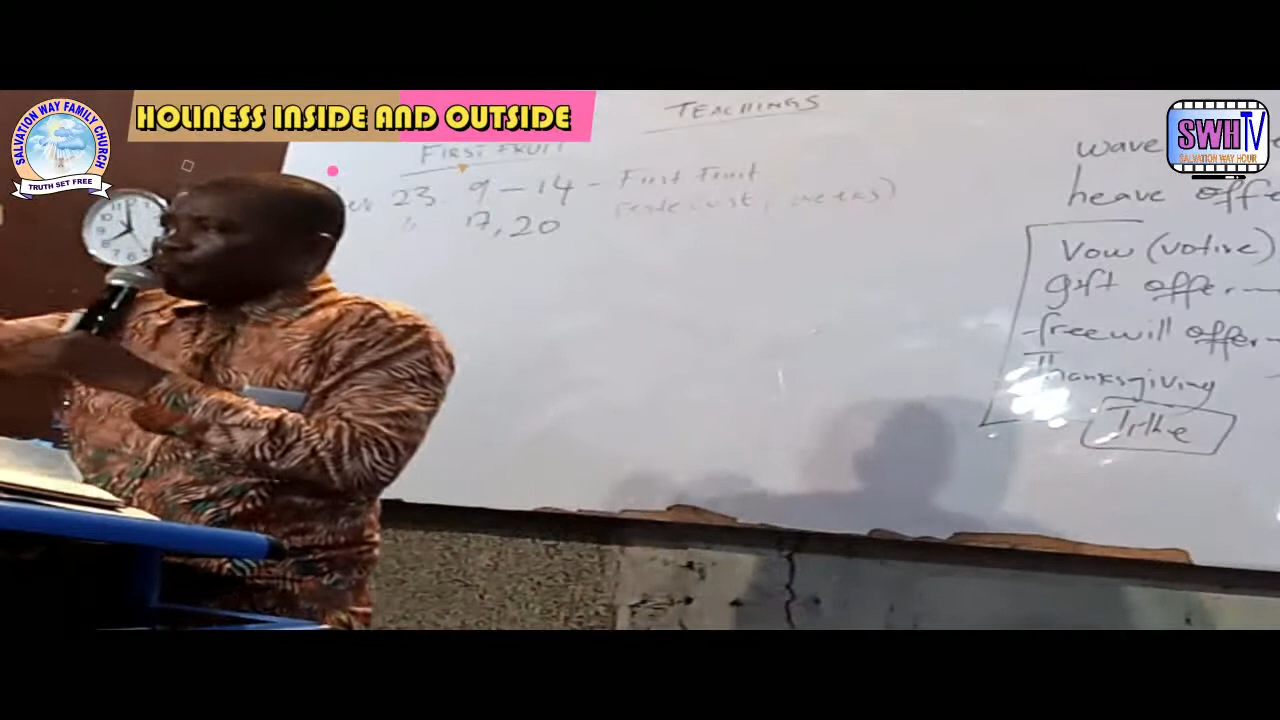 SALVATION WAY FAMILY CHURCH
TRUTH SET FREE
HOLINESS INSIDE AND OUTSIDE
SWHTV
SALVATION WAY HOUR
TEACHINGS
FIRST FRUIT
23. 9-14 - First Fruit
" 17,20 weeks)
wave
heave offe
Vow (votive)
gift offer
freewill offer
Thanksgiving
Tithe